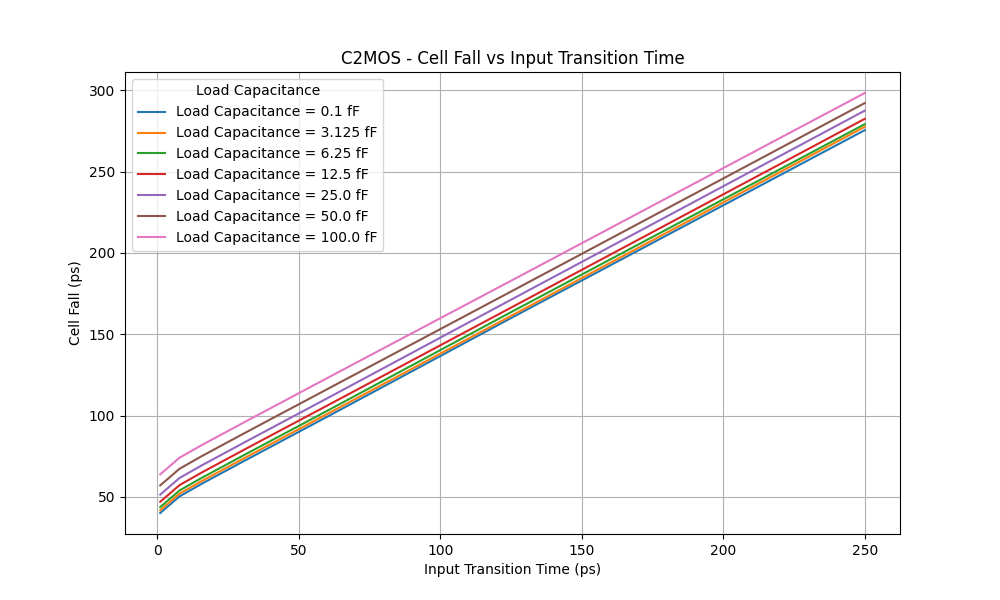 C2MOS - Cell Fall vs Input Transition Time
Load Capacitance
Load Capacitance = 0.1 fF
Load Capacitance = 3.125 fF
Load Capacitance = 6.25 fF
Load Capacitance = 12.5 fF
Load Capacitance = 25.0 fF
Load Capacitance = 50.0 fF
Load Capacitance = 100.0 fF
Cell Fall (ps)
300
250
200
150
100
50
0 50 100 150 200 250
Input Transition Time (ps)